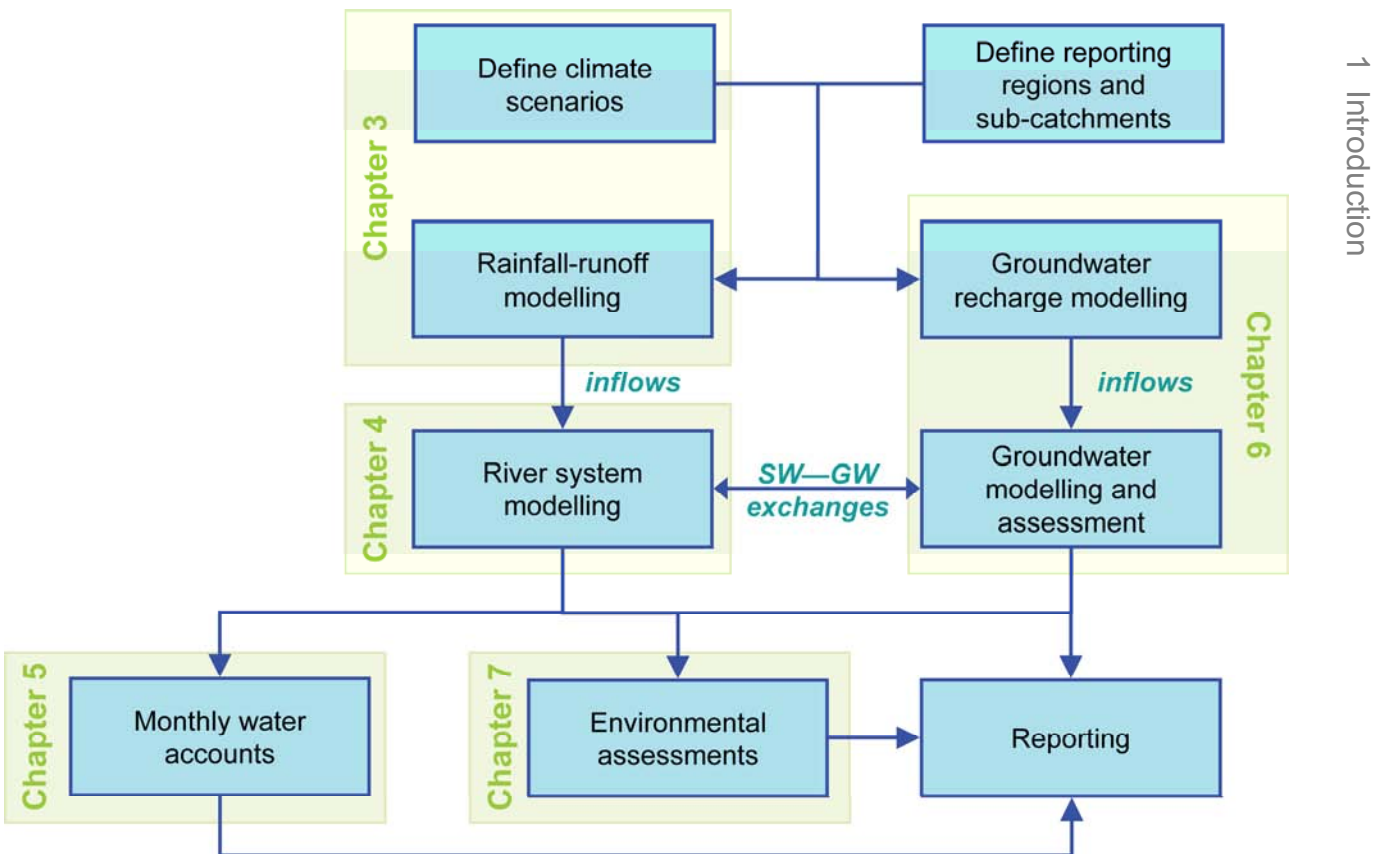 1 Introduction
Chapter 3
Define climate
scenarios
Define reporting
regions and
sub-catchments
Rainfall-runoff
modelling
Groundwater
recharge modelling
Chapter 6
inflows
inflows
Chapter 4
River system
modelling
SW—GW
exchanges
Groundwater
modelling and
assessment
Chapter 5
Monthly water
accounts
Chapter 7
Environmental
assessments
Reporting